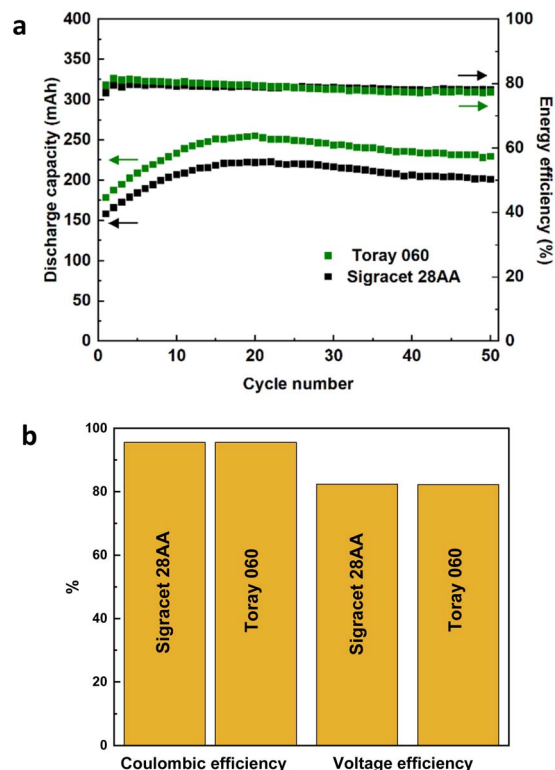 a
400
350
300
250
200
150
100
50
0
Discharge capacity (mAh)
100
80
60
40
20
0
Energy efficiency (%)
Toray 060
Sigracet 28AA
0 10 20 30 40 50
Cycle number
b
100
80
60
40
20
0
%
Sigracet 28AA
Toray 060
Sigracet 28AA
Toray 060
Coulombic efficiency Voltage efficiency